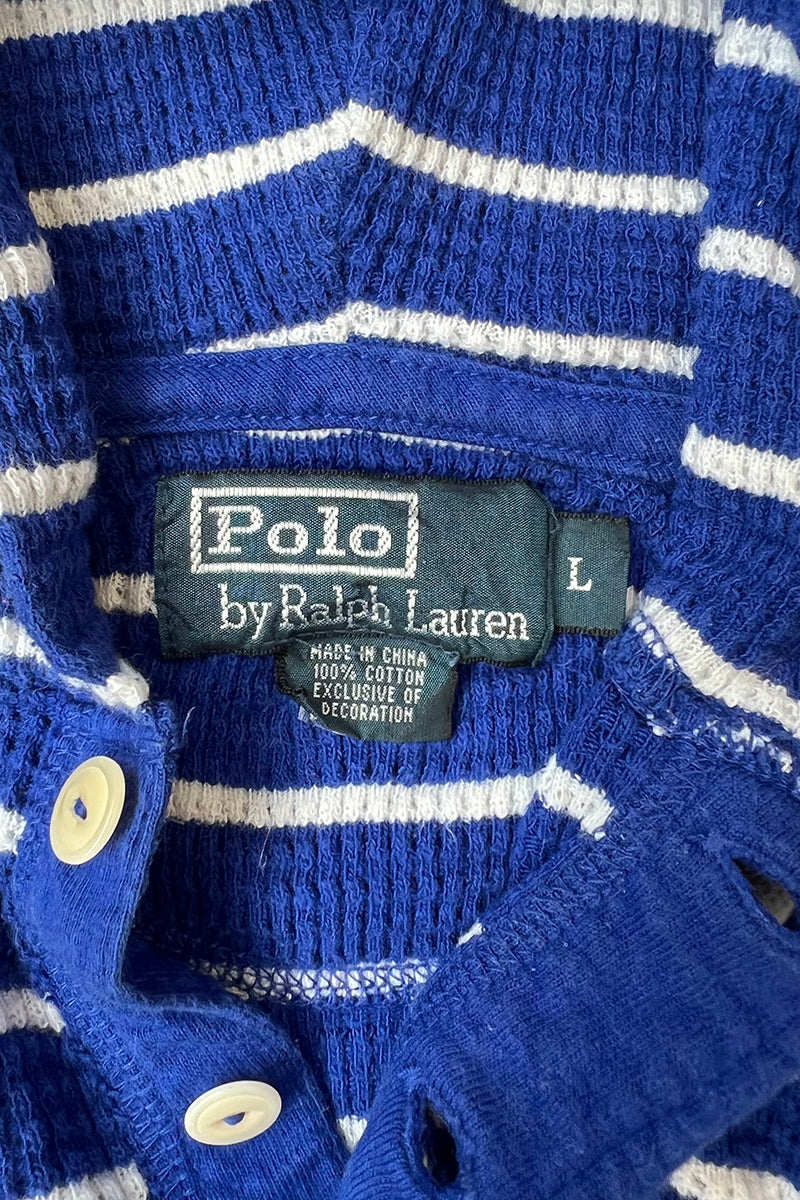 Polo
by Ralph Lauren
L
MADE IN CHINA
100% COTTON
EXCLUSIVE OF
DECORATION